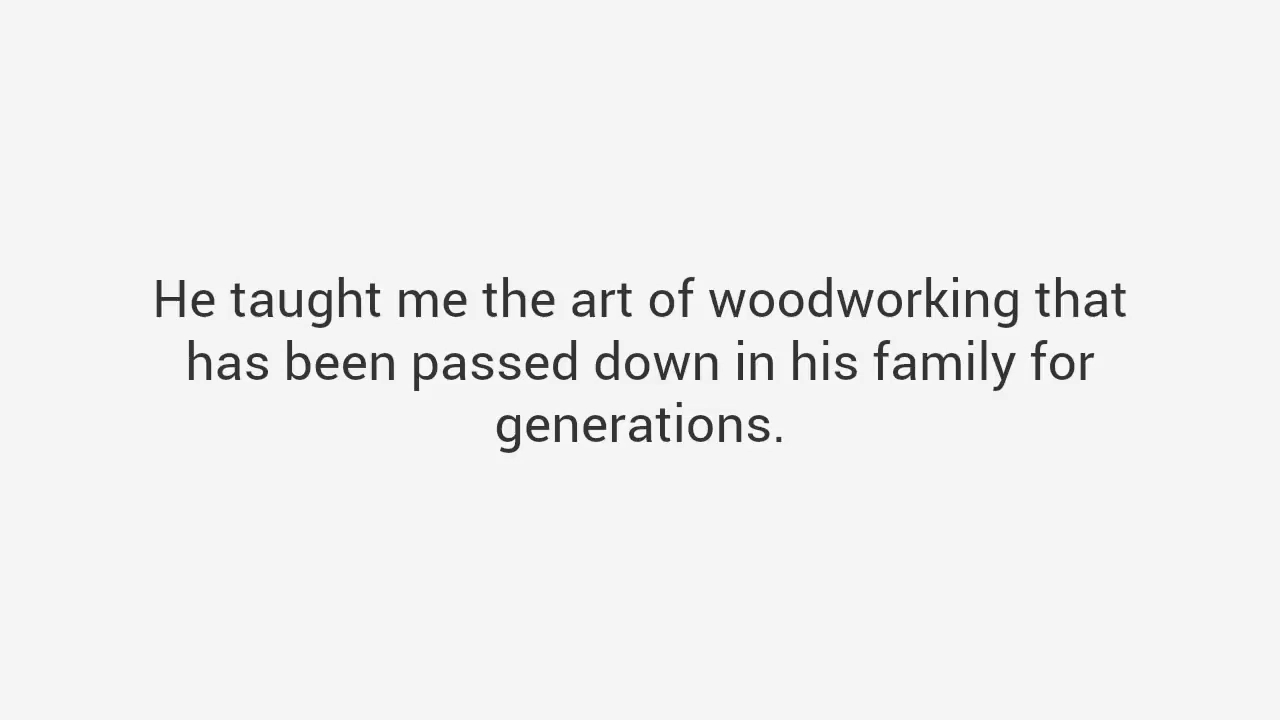 He taught me the art of woodworking that
has been passed down in his family for
generations.